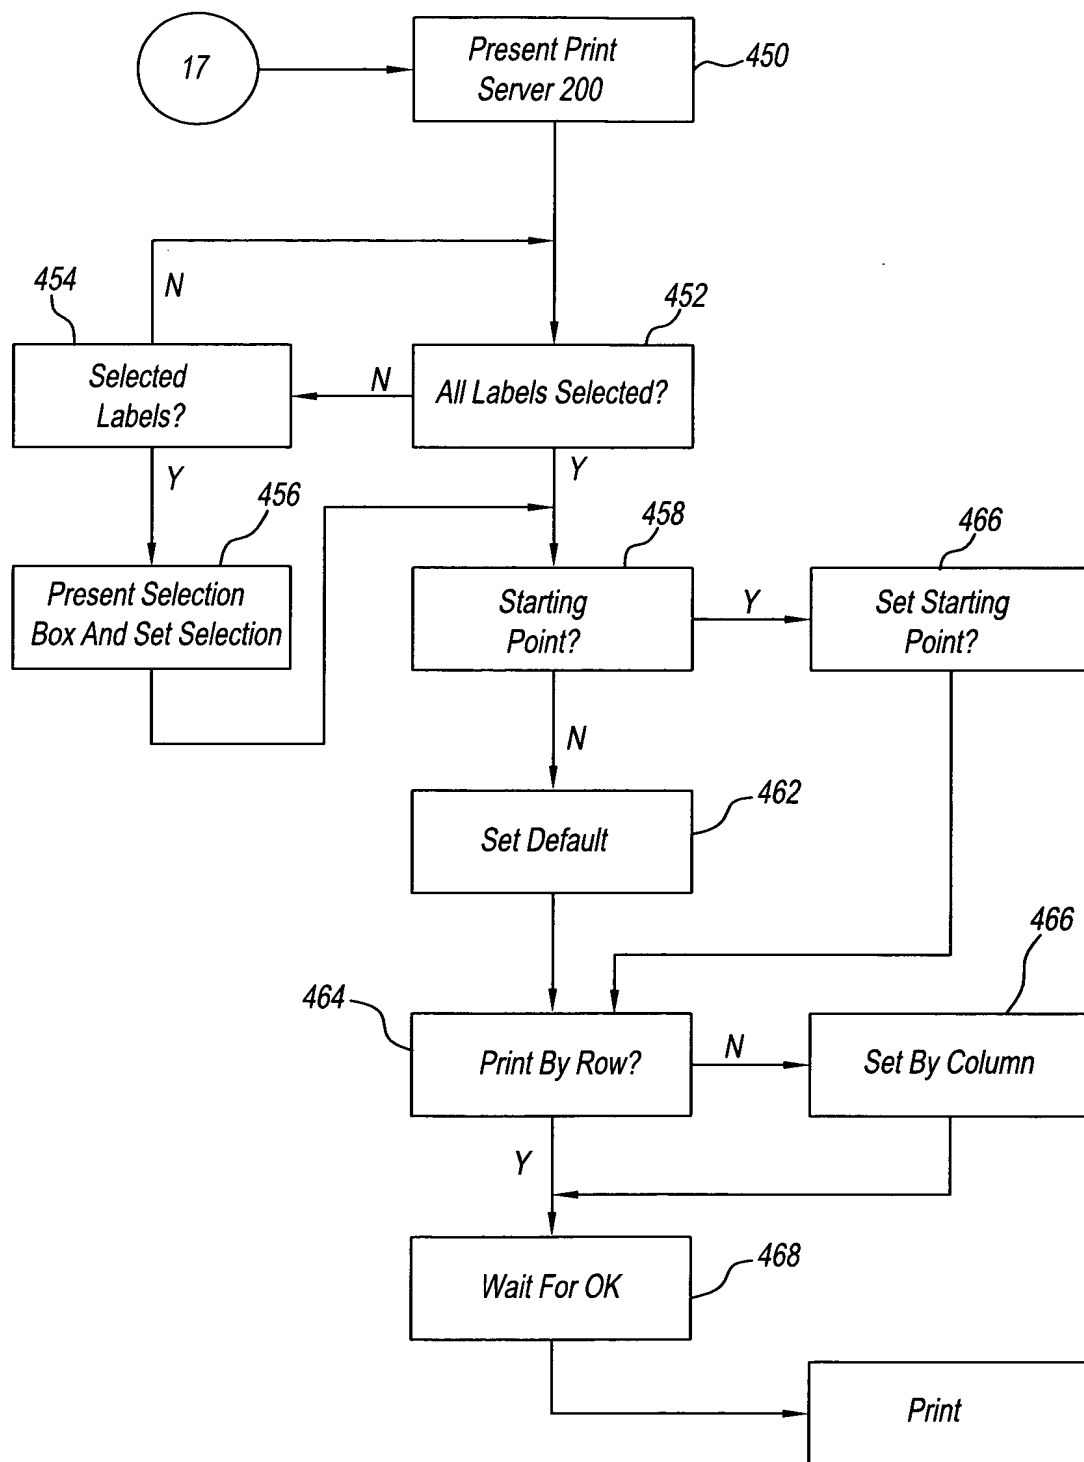 17
Present Print
Server 200
450
454
N
452
Selected
Labels?
N
All Labels Selected?
Y
Y
456
458
466
Present Selection
Box And Set Selection
Starting
Point?
Y
Set Starting
Point?
N
462
Set Default
466
464
Print By Row?
N
Set By Column
Y
468
Wait For OK
Print